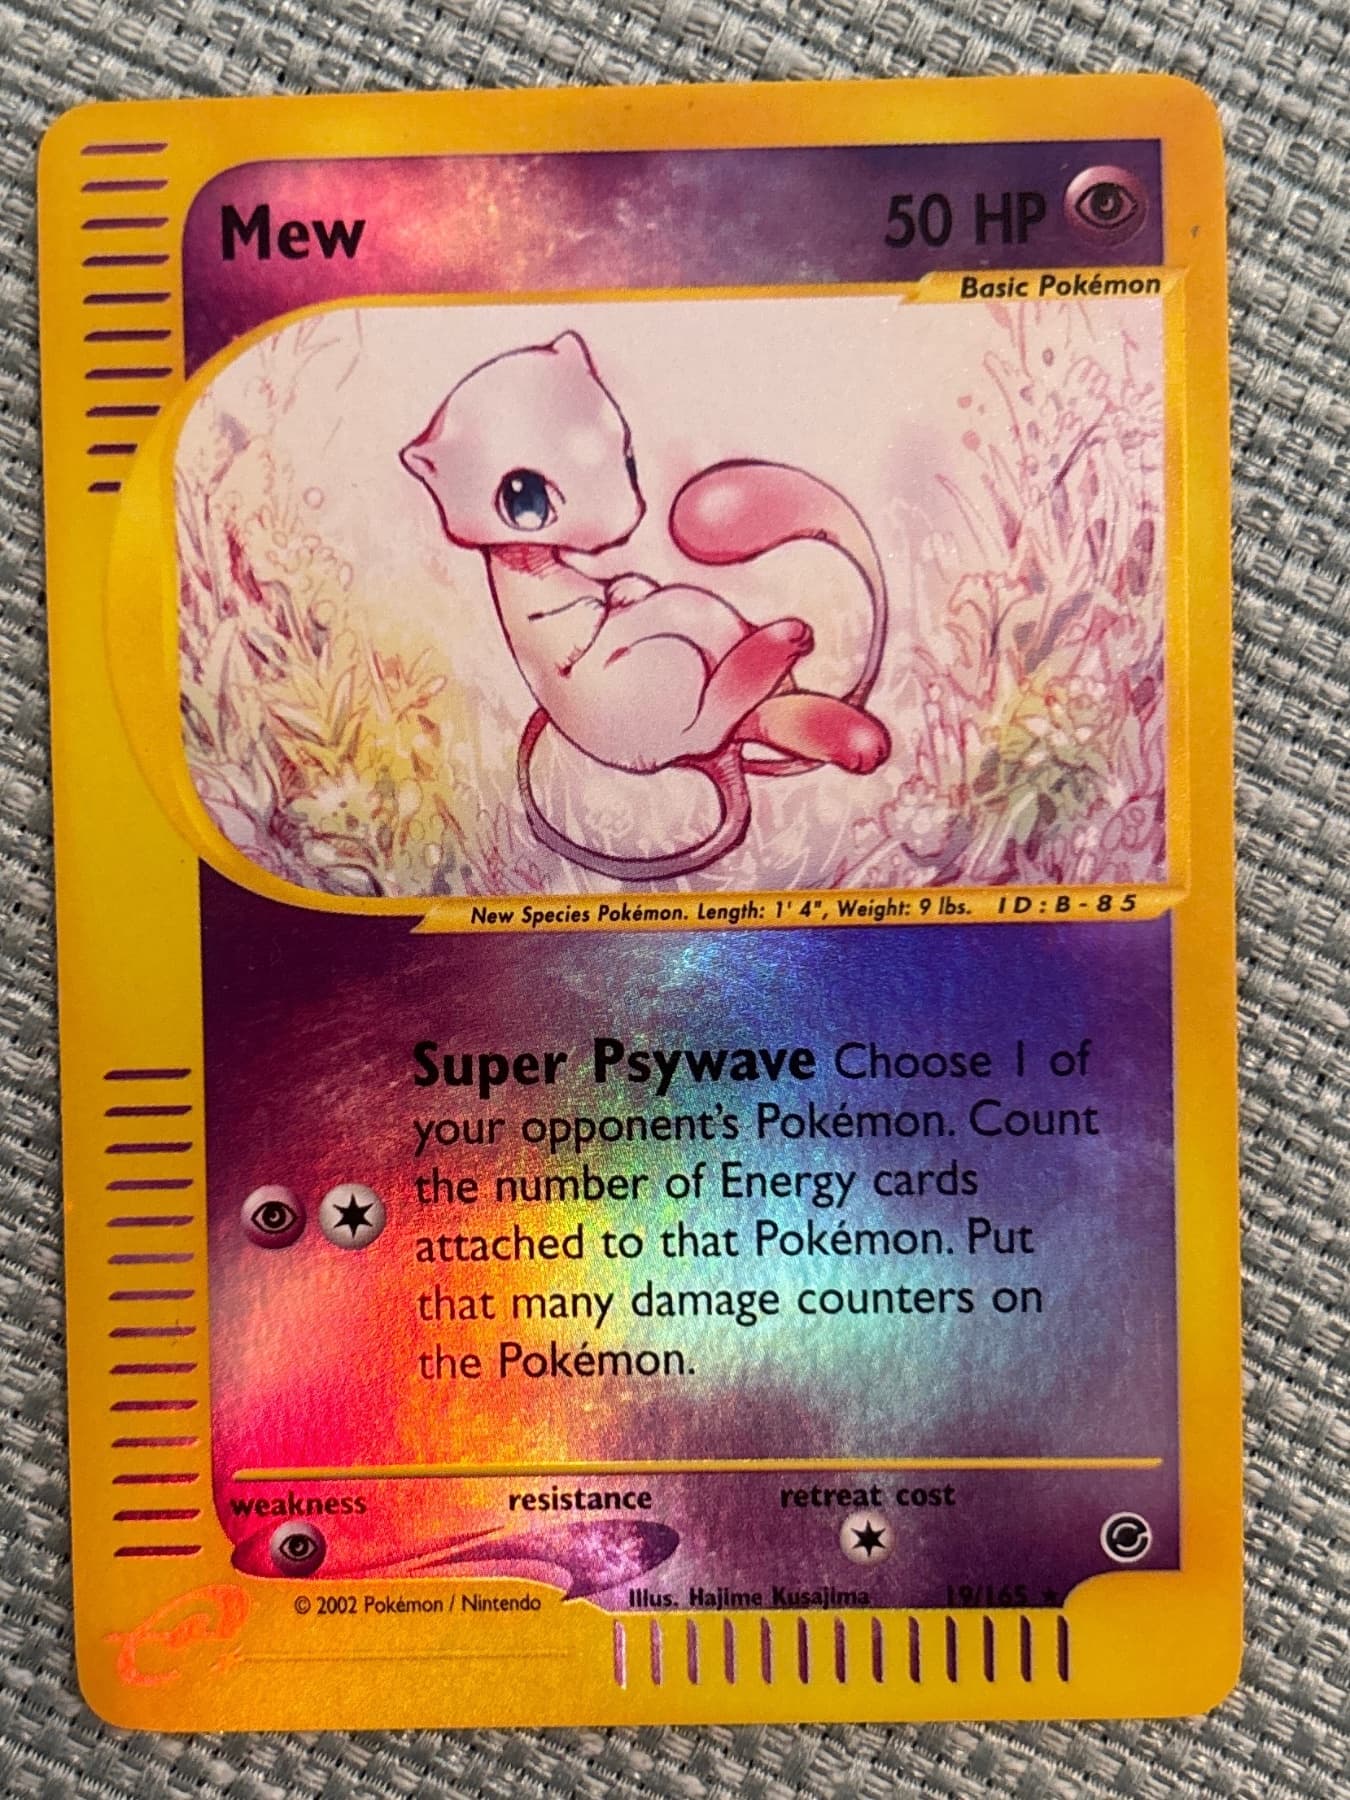 Mew
50 HP
Basic Pokémon
New Species Pokémon. Length: 1' 4", Weight: 9 lbs. ID:B-85
Super Psywave Choose 1 of
your opponent's Pokémon. Count
the number of Energy cards
attached to that Pokémon. Put
that many damage counters on
the Pokémon.
weakness resistance retreat cost
© 2002 Pokémon / Nintendo Illus. Hajime Kusajima 19/165 ★